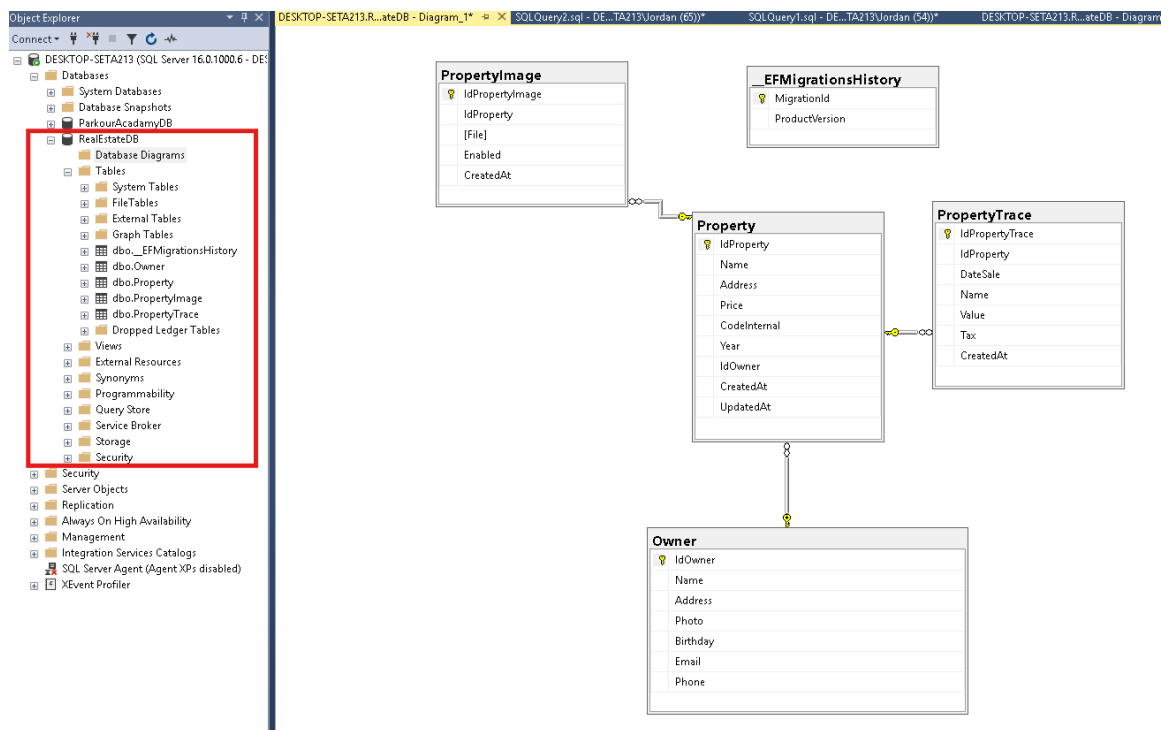 Object Explorer
Connect
DESKTOP-SETA213 (SQL Server 16.0.1000.6 - DES
Databases
System Databases
Database Snapshots
ParkourAcadamyDB
RealEstateDB
Database Diagrams
Tables
System Tables
FileTables
External Tables
Graph Tables
dbo.__EFMigrationsHistory
dbo.Owner
dbo.Property
dbo.PropertyImage
dbo.PropertyTrace
Dropped Ledger Tables
Views
External Resources
Synonyms
Programmability
Query Store
Service Broker
Storage
Security
Security
Server Objects
Replication
Always On High Availability
Management
Integration Services Catalogs
SQL Server Agent (Agent XPs disabled)
XEvent Profiler
DESKTOP-SETA213.R...ateDB - Diagram_1*
SQLQuery2.sql - DE...TA213\Jordan (65))*
SQLQuery1.sql - DE...TA213\Jordan (54))*
DESKTOP-SETA213.R...ateDB - Diagram
PropertyImage
IdPropertyImage
IdProperty
[File]
Enabled
CreatedAt
__EFMigrationsHistory
MigrationId
ProductVersion
Property
IdProperty
Name
Address
Price
CodeInternal
Year
IdOwner
CreatedAt
UpdatedAt
PropertyTrace
IdPropertyTrace
IdProperty
DateSale
Name
Value
Tax
CreatedAt
Owner
IdOwner
Name
Address
Photo
Birthday
Email
Phone